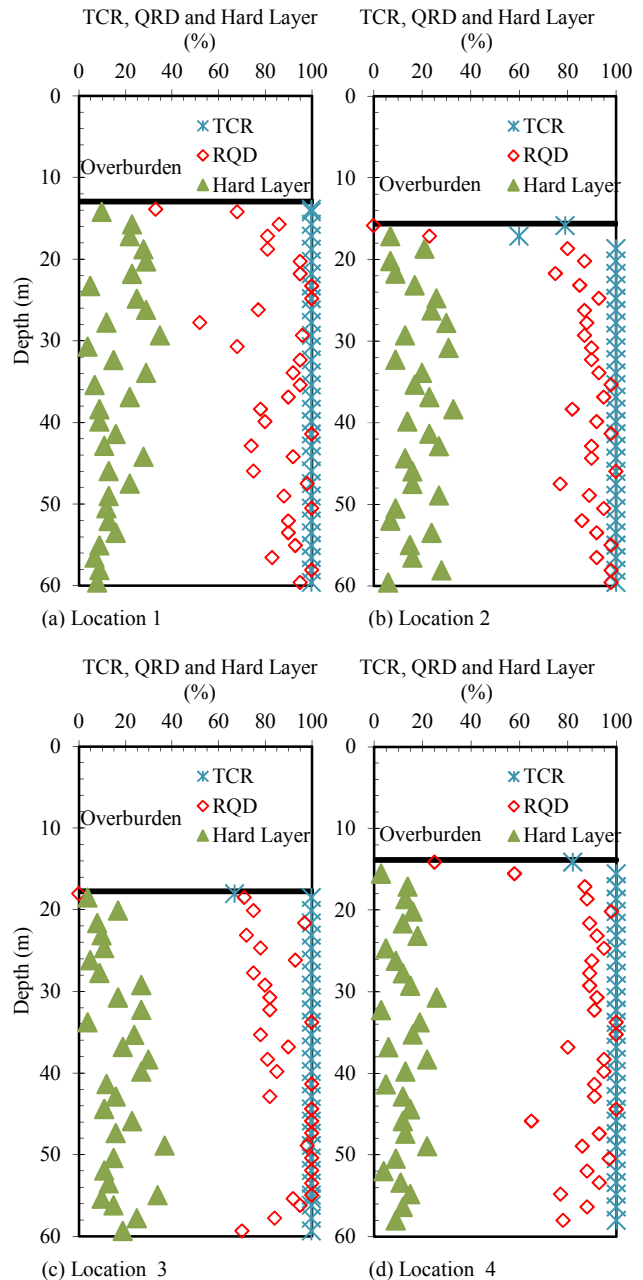 TCR, QRD and Hard Layer
(%)
0 20 40 60 80 100
0
10
20
30
40
50
60
Depth (m)
TCR
RQD
Hard Layer
Overburden
(a) Location 1
TCR, QRD and Hard Layer
(%)
0 20 40 60 80 100
0
10
20
30
40
50
60
TCR
RQD
Hard Layer
Overburden
(b) Location 2
TCR, QRD and Hard Layer
(%)
0 20 40 60 80 100
0
10
20
30
40
50
60
Depth (m)
TCR
RQD
Hard Layer
Overburden
(c) Location 3
TCR, QRD and Hard Layer
(%)
0 20 40 60 80 100
0
10
20
30
40
50
60
TCR
RQD
Hard Layer
Overburden
(d) Location 4